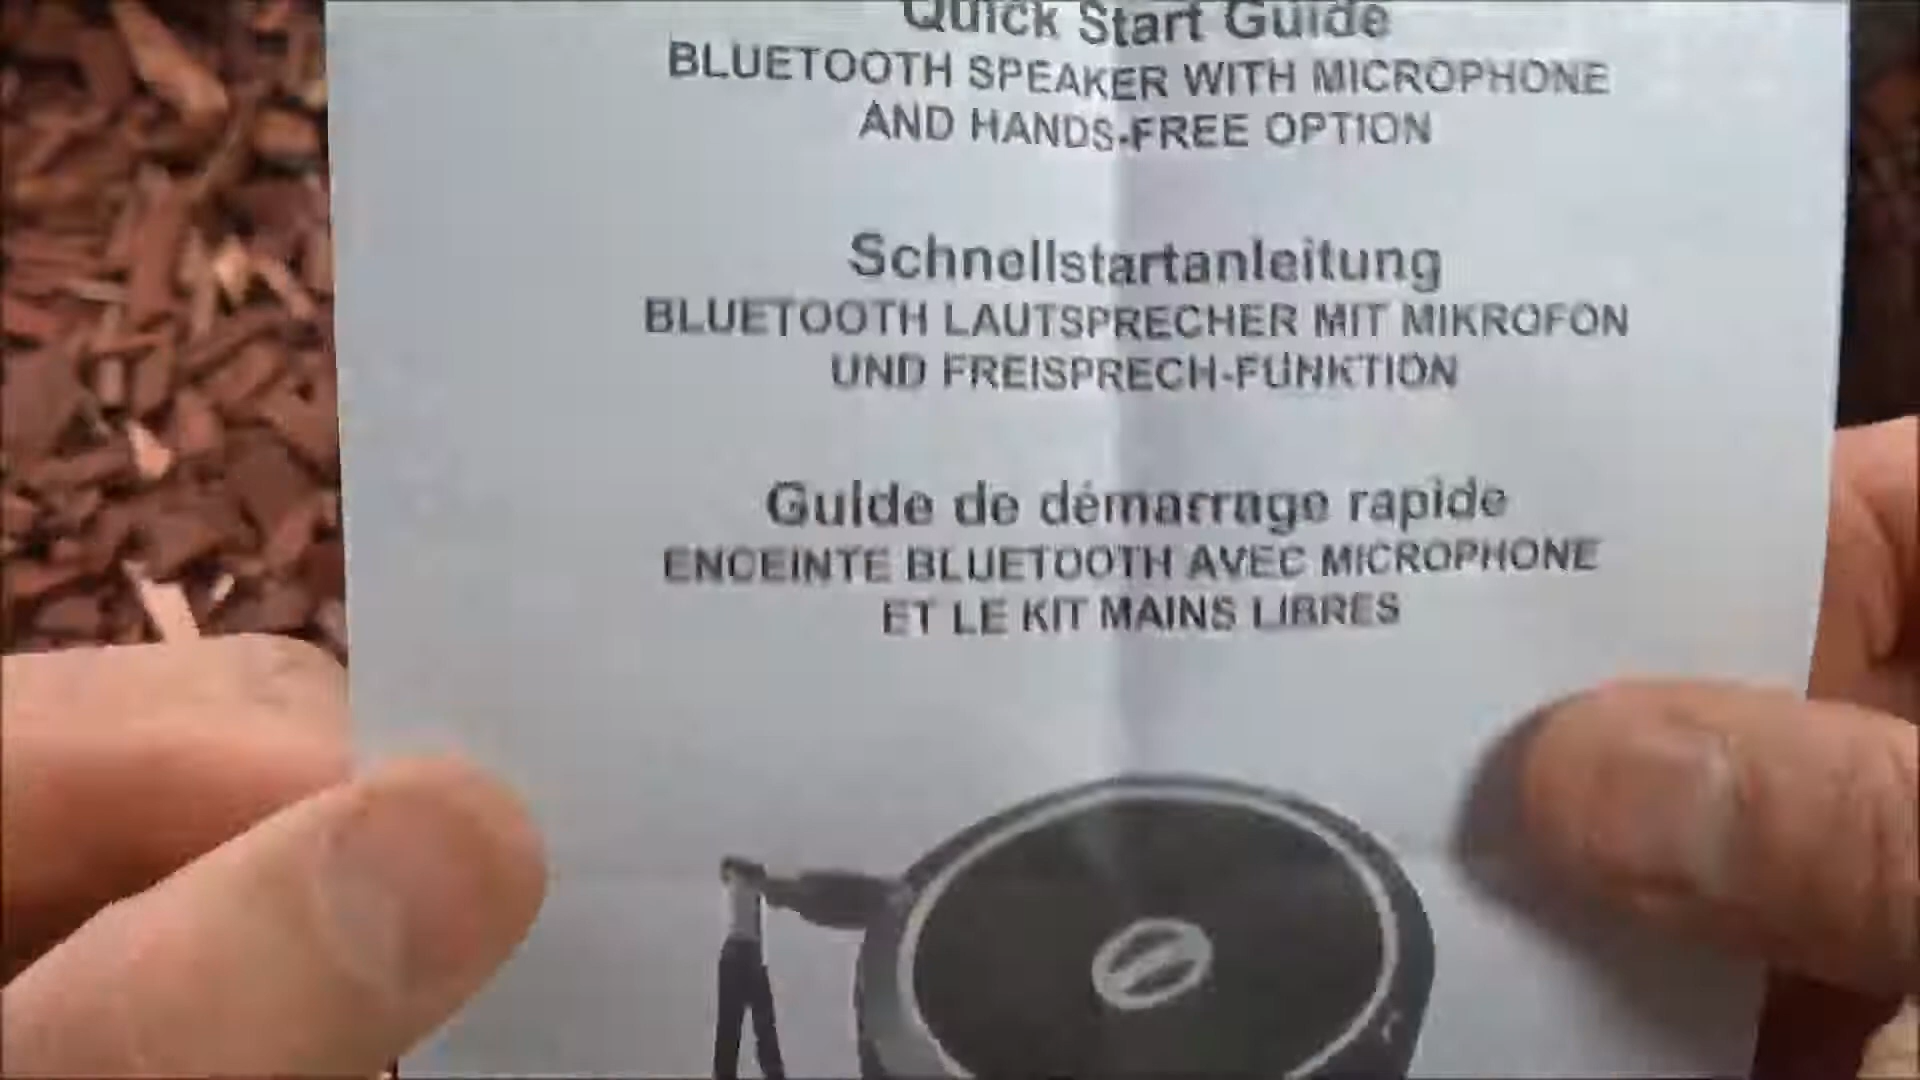 Quick Start Guide
BLUETOOTH SPEAKER WITH MICROPHONE
AND HANDS-FREE OPTION
Schnellstartanleitung
BLUETOOTH LAUTSPRECHER MIT MIKROFON
UND FREISPRECH-FUNKTION
Guide de démarrage rapide
ENCEINTE BLUETOOTH AVEC MICROPHONE
ET LE KIT MAINS LIBRES